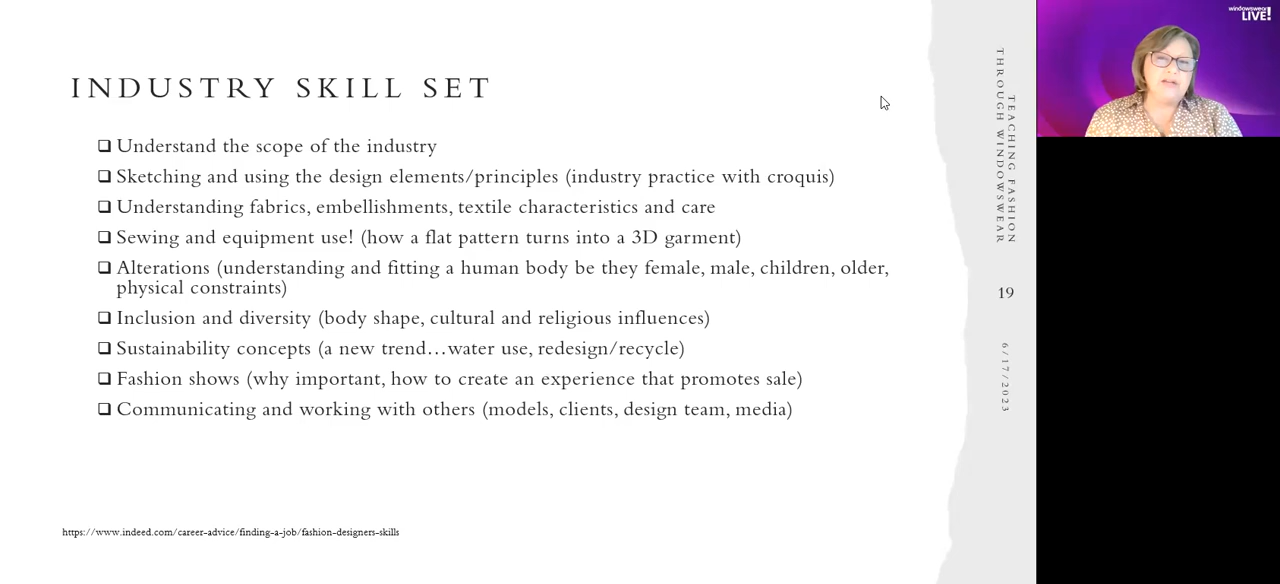 INDUSTRY SKILL SET
❑ Understand the scope of the industry
❑ Sketching and using the design elements/principles (industry practice with croquis)
❑ Understanding fabrics, embellishments, textile characteristics and care
❑ Sewing and equipment use! (how a flat pattern turns into a 3D garment)
❑ Alterations (understanding and fitting a human body be they female, male, children, older,
physical constraints)
❑ Inclusion and diversity (body shape, cultural and religious influences)
❑ Sustainability concepts (a new trend…water use, redesign/recycle)
❑ Fashion shows (why important, how to create an experience that promotes sale)
❑ Communicating and working with others (models, clients, design team, media)
https://www.indeed.com/career-advice/finding-a-job/fashion-designers-skills
TEACHING FASHION
THROUGH WINDOWSWEAR
19
6/17/2023
windowswear
LIVE!